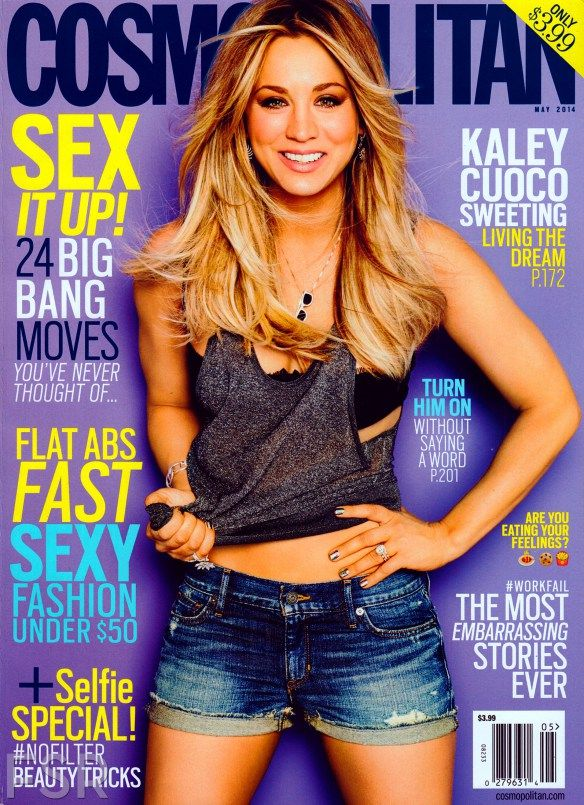 COSMOPOLITAN
ONLY
$3.99
MAY 2014
SEX
IT UP!
24 BIG
BANG
MOVES
YOU'VE NEVER
THOUGHT OF...
FLAT ABS
FAST
SEXY
FASHION
UNDER $50
+ Selfie
SPECIAL!
#NOFILTER
BEAUTY TRICKS
KALEY
CUOCO
SWEETING
LIVING THE
DREAM
P.172
TURN
HIM ON
WITHOUT
SAYING
A WORD
P.201
ARE YOU
EATING YOUR
FEELINGS?
#WORKFAIL
THE MOST
EMBARRASSING
STORIES
EVER
$3.99
05>
08233
0 279631 4
cosmopolitan.com
PSR